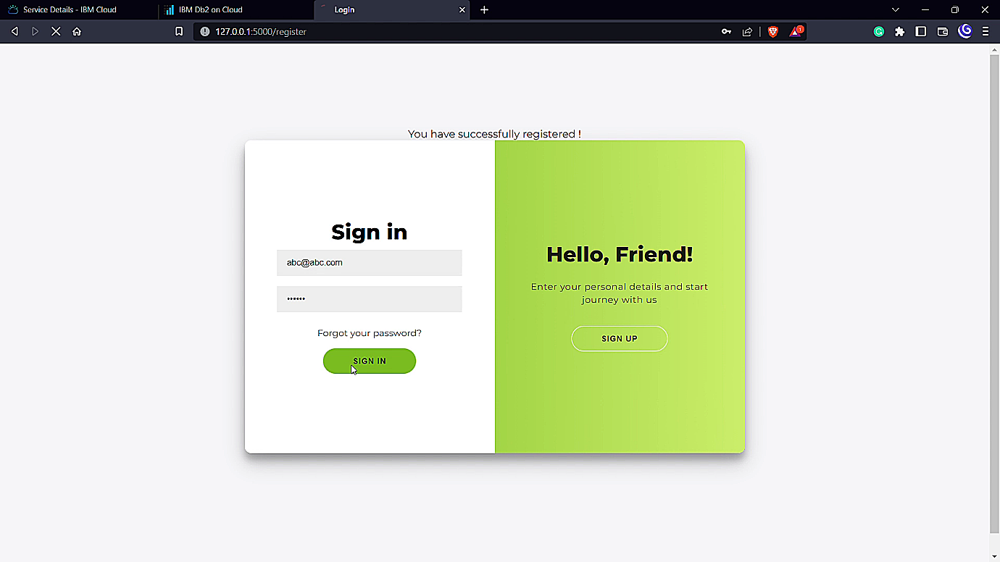 Service Details - IBM Cloud
IBM Db2 on Cloud
Login
127.0.0.1:5000/register
1
You have successfully registered !
Sign in
abc@abc.com
••••••
Forgot your password?
SIGN IN
Hello, Friend!
Enter your personal details and start
journey with us
SIGN UP